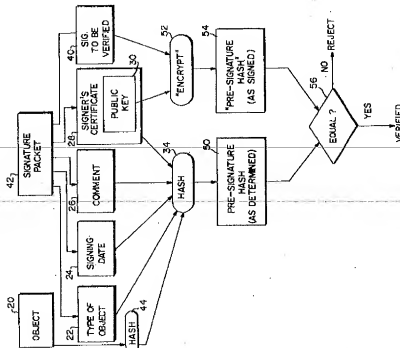 20
OBJECT
42
SIGNATURE
PACKET
22
TYPE OF
OBJECT
24
SIGNING-
DATE
26
COMMENT
28
SIGNER'S
CERTIFICATE
PUBLIC
KEY
30
40
SIG.
TO BE
VERIFIED
HASH
44
HASH
34
"ENCRYPT"
52
50
PRE-SIGNATURE
HASH
(AS DETERMINED)
54
"PRE-SIGNATURE
HASH"
(AS SIGNED)
56
EQUAL ?
NO
REJECT
YES
VERIFIED